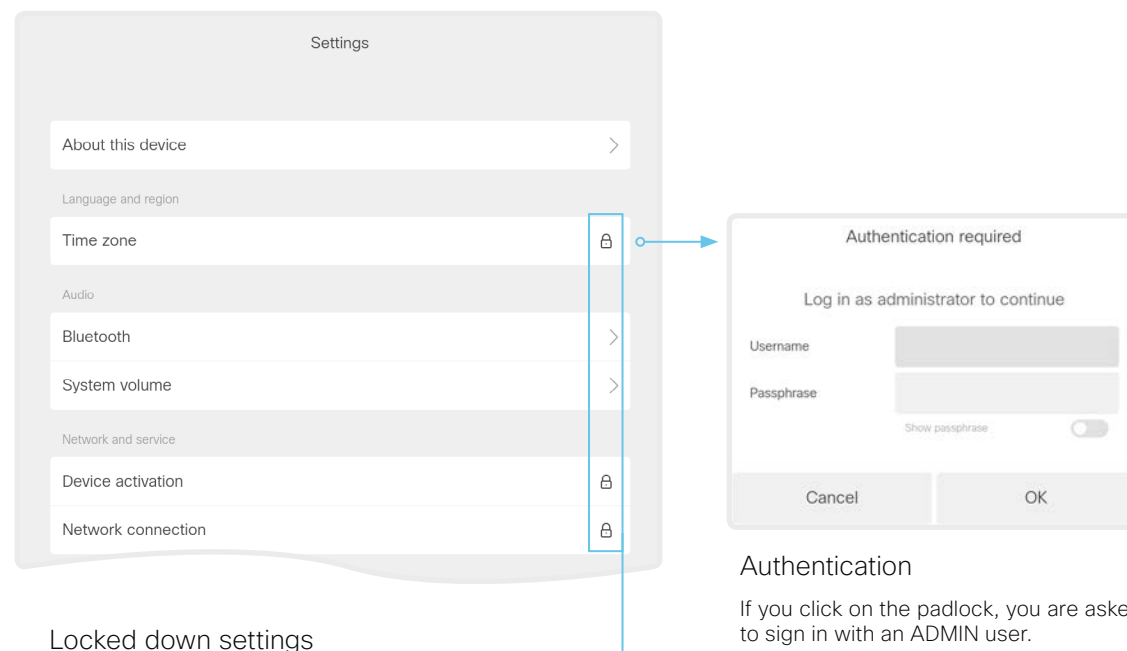 Settings
About this device
Language and region
Time zone
Audio
Bluetooth
System volume
Network and service
Device activation
Network connection
Locked down settings
Authentication required
Log in as administrator to continue
Username
Passphrase
Show passphrase
Cancel OK
Authentication
If you click on the padlock, you are aske
to sign in with an ADMIN user.